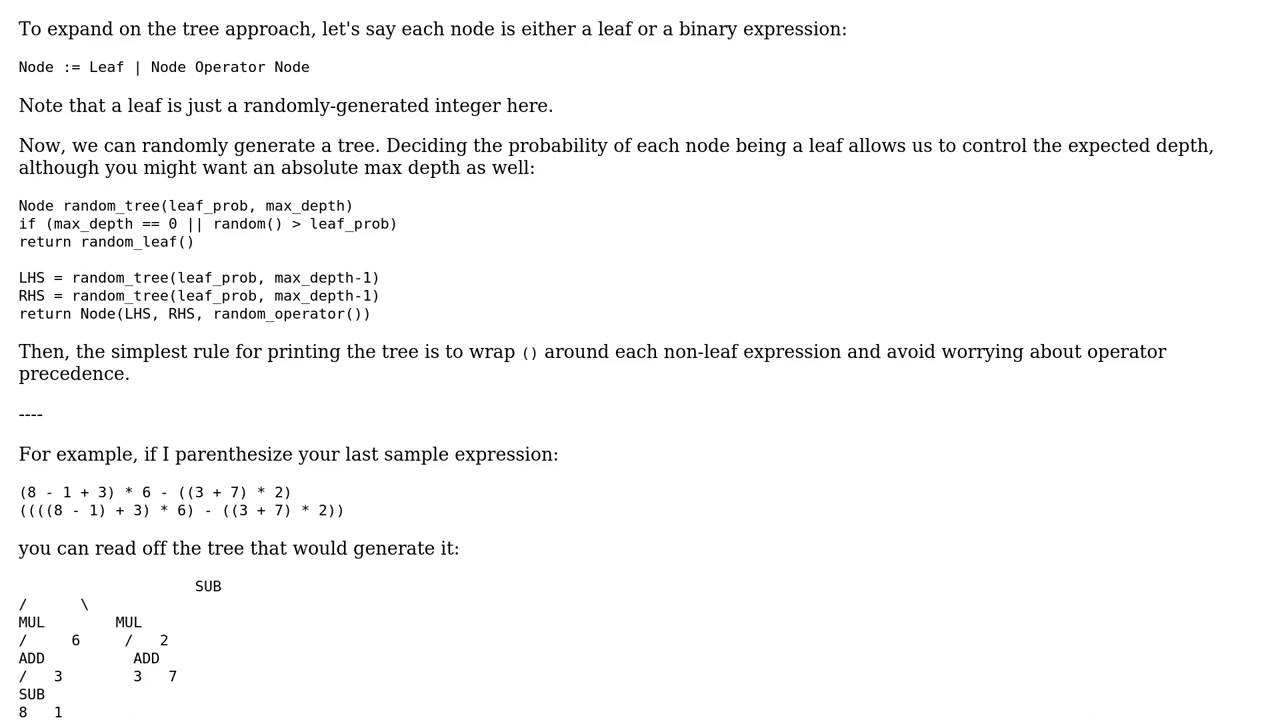 To expand on the tree approach, let's say each node is either a leaf or a binary expression:
Node := Leaf | Node Operator Node
Note that a leaf is just a randomly-generated integer here.
Now, we can randomly generate a tree. Deciding the probability of each node being a leaf allows us to control the expected depth,
although you might want an absolute max depth as well:
Node random_tree(leaf_prob, max_depth)
if (max_depth == 0 || random() > leaf_prob)
return random_leaf()
LHS = random_tree(leaf_prob, max_depth-1)
RHS = random_tree(leaf_prob, max_depth-1)
return Node(LHS, RHS, random_operator())
Then, the simplest rule for printing the tree is to wrap () around each non-leaf expression and avoid worrying about operator
precedence.
----
For example, if I parenthesize your last sample expression:
(8 - 1 + 3) * 6 - ((3 + 7) * 2)
((((8 - 1) + 3) * 6) - ((3 + 7) * 2))
you can read off the tree that would generate it:
                    SUB
/      \
MUL        MUL
/     6     /   2
ADD          ADD
/   3        3   7
SUB
8   1